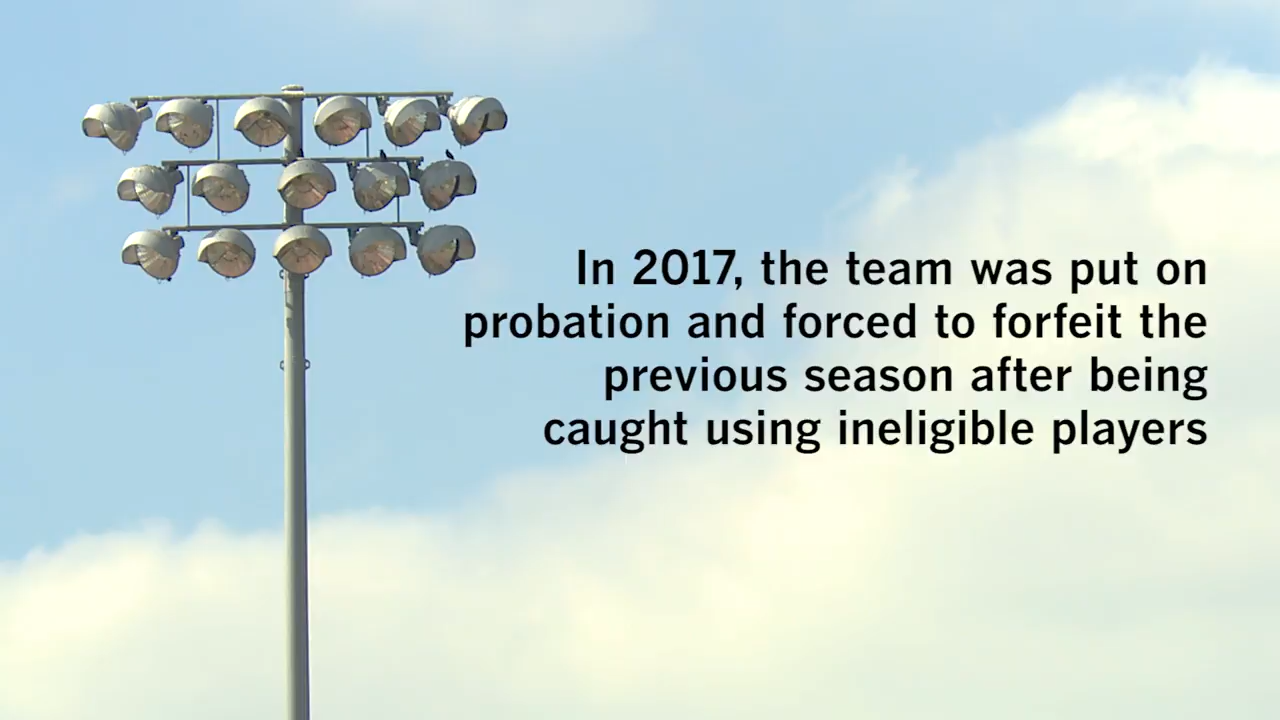 In 2017, the team was put on
probation and forced to forfeit the
previous season after being
caught using ineligible players